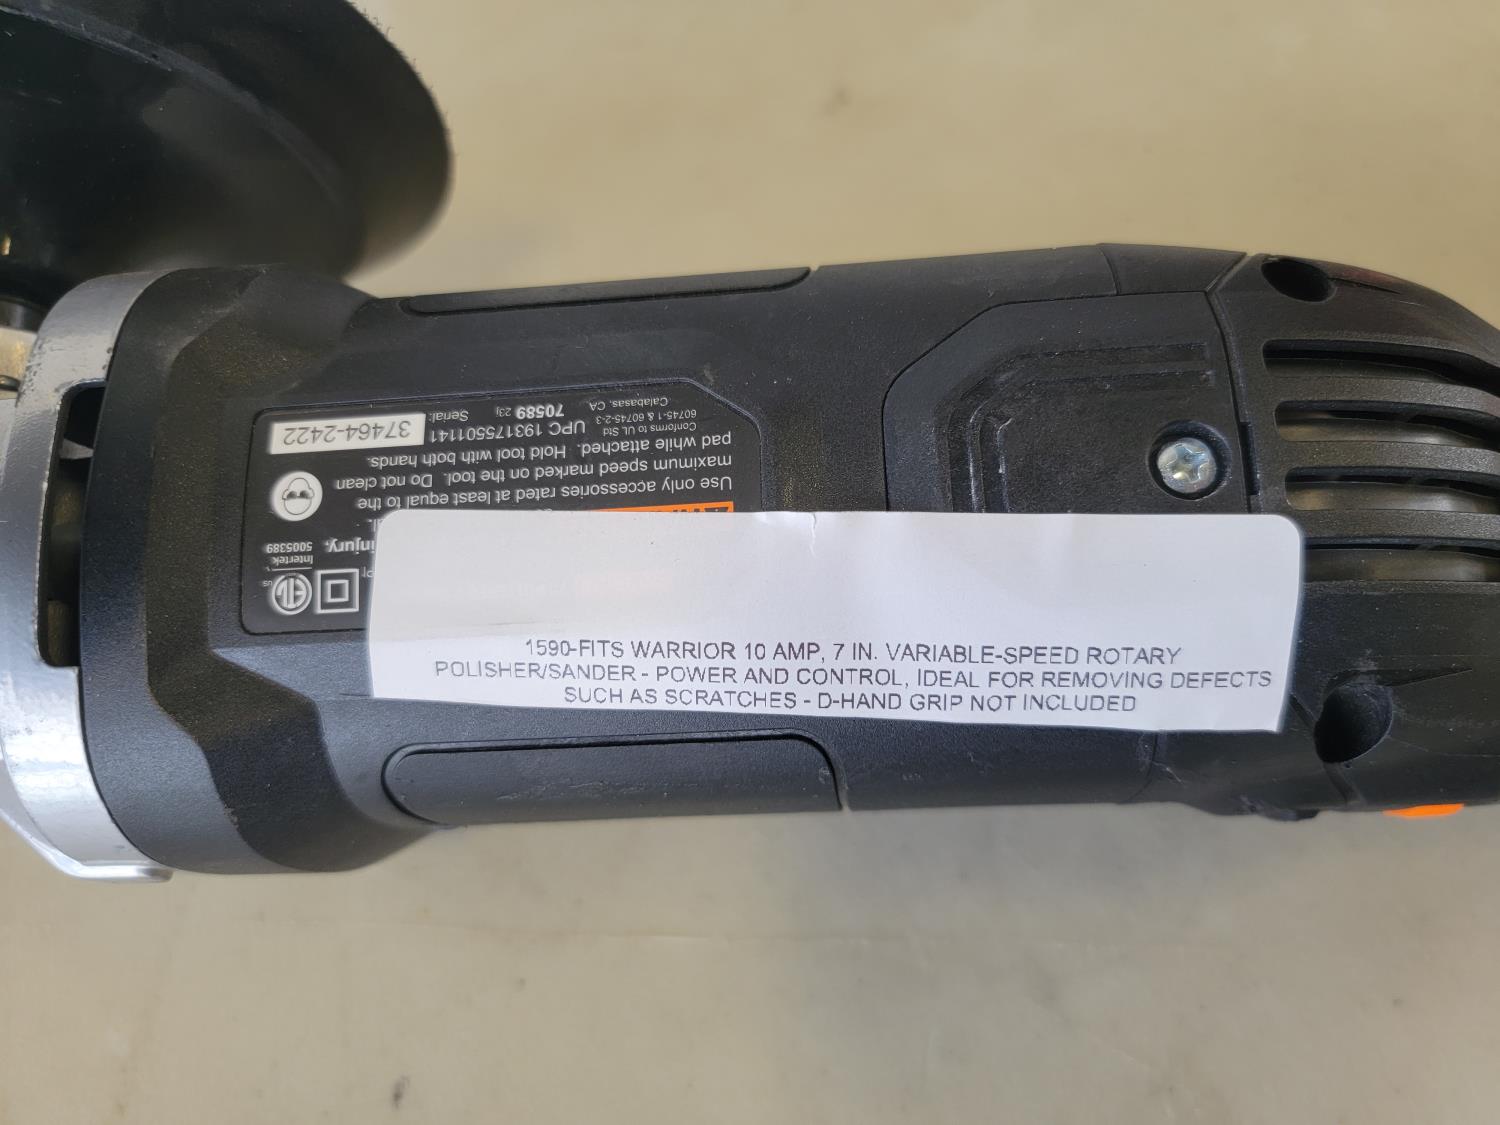 1590-FITS WARRIOR 10 AMP, 7 IN. VARIABLE-SPEED ROTARY
POLISHER/SANDER - POWER AND CONTROL, IDEAL FOR REMOVING DEFECTS
SUCH AS SCRATCHES - D-HAND GRIP NOT INCLUDED
Intertek
5005389
injury,
Use only accessories rated at least equal to the
maximum speed marked on the tool. Do not clean
pad while attached. Hold tool with both hands.
Conforms to UL Std
60745-1 & 60745-2-3
Calabasas, CA
UPC 193175501141
70589 23j
Serial:
37464-2422